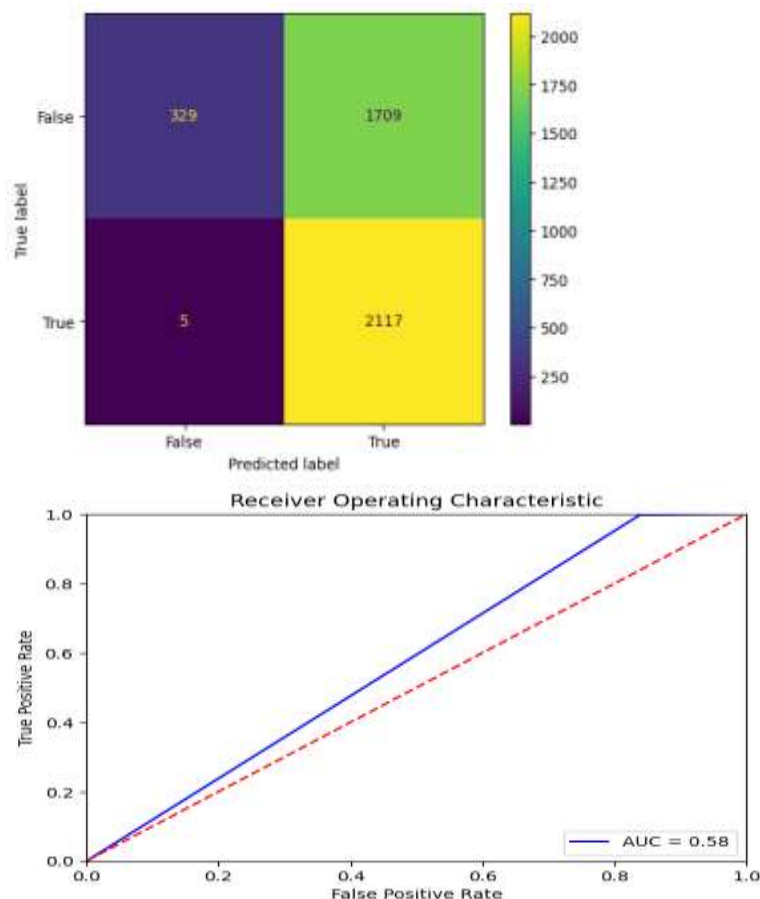 2000
1750
1500
1250
1000
750
500
250
True label
False
329
1709
True
5
2117
False
True
Predicted label
Receiver Operating Characteristic
True Positive Rate
1.0
0.8
0.6
0.4
0.2
0.0
AUC = 0.58
0.0
0.2
0.4
0.6
0.8
1.0
False Positive Rate